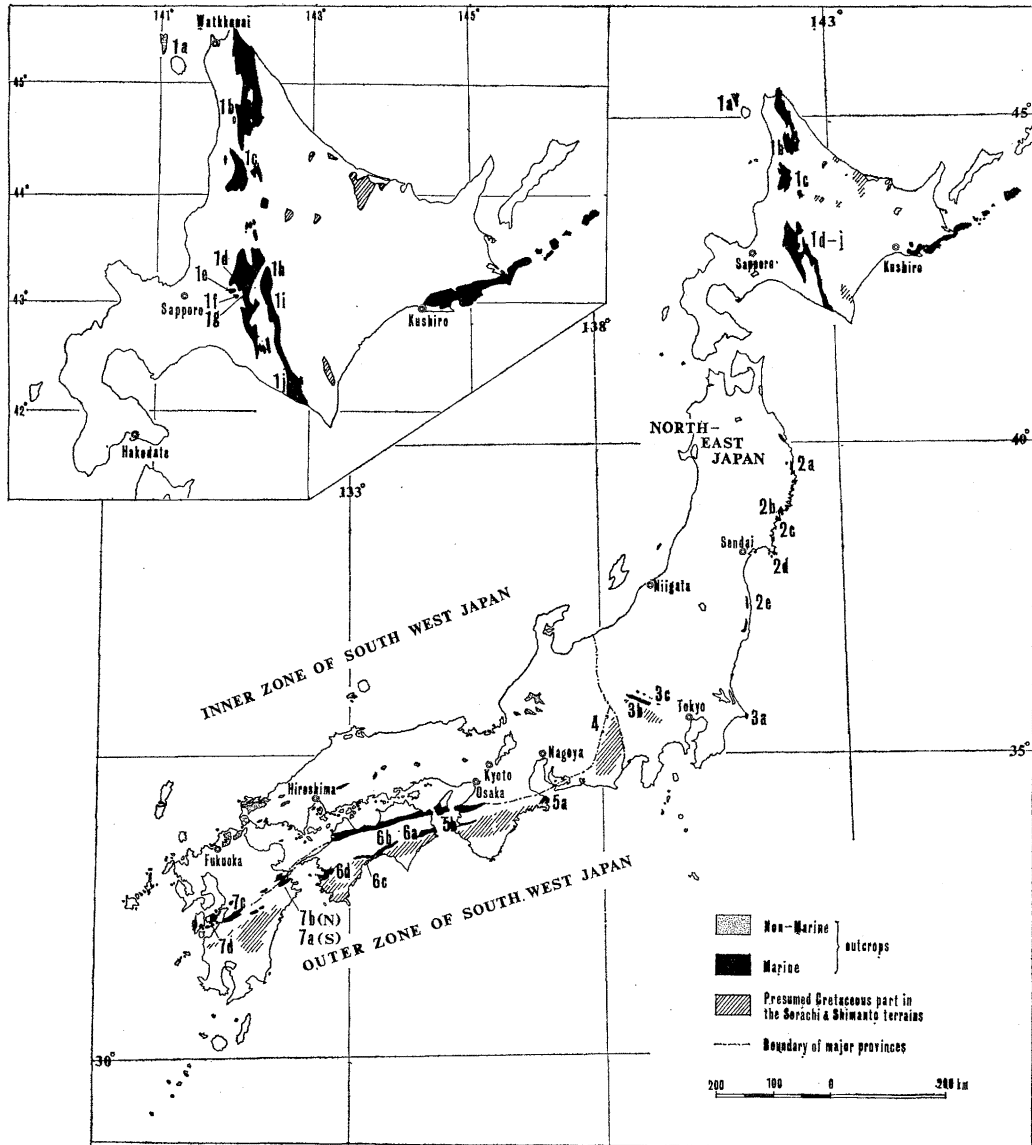 141°
143°
145°
143°
Wakkanai
1a
45°
1b
1c
44°
1d
1e
1f
1g
1h
1i
1j
43°
Sapporo
Kushiro
42°
Hakodate
1a
45°
1b
1c
1d-j
Sapporo
Kushiro
138°
133°
40°
NORTH-
EAST
JAPAN
2a
2b
2c
Sendai
2d
Niigata
2e
INNER ZONE OF SOUTH WEST JAPAN
3c
3b
Tokyo
3a
4
35°
Nagoya
Kyoto
Osaka
Hiroshima
5a
5b
6a
6b
6c
6d
Fukuoka
7c
7d
7b(N)
7a(S)
OUTER ZONE OF SOUTH WEST JAPAN
Non-Marine
outcrops
Marine
Presumed Cretaceous part in
the Sorachi & Shimanto terrains
Boundary of major provinces
30°
200 100 0 200 km